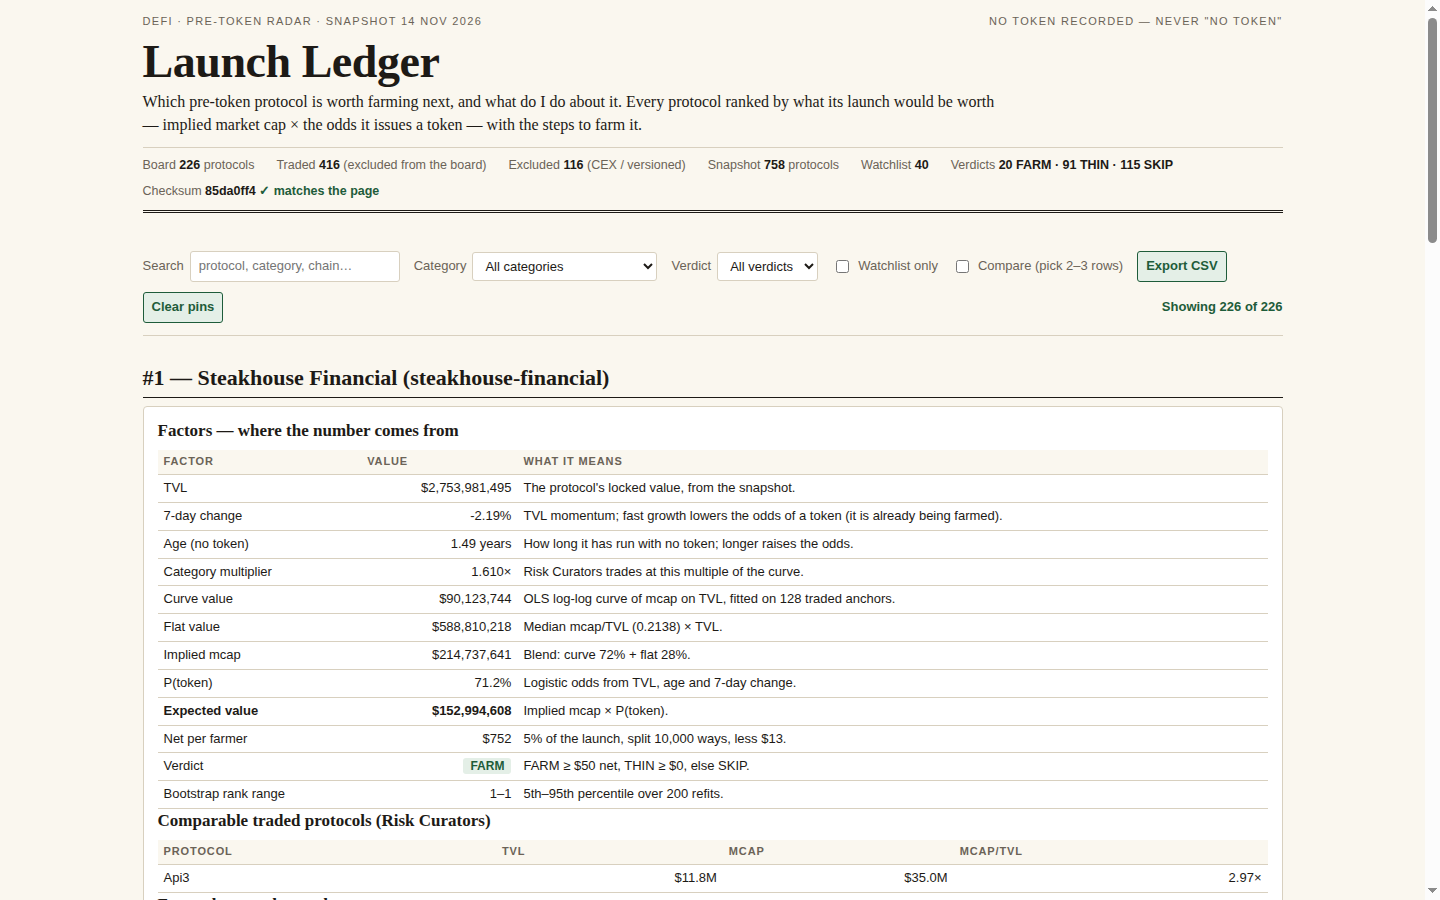 DEFI · PRE-TOKEN RADAR · SNAPSHOT 14 NOV 2026
NO TOKEN RECORDED — NEVER "NO TOKEN"
Launch Ledger
Which pre-token protocol is worth farming next, and what do I do about it. Every protocol ranked by what its launch would be worth
— implied market cap × the odds it issues a token — with the steps to farm it.
Board 226 protocols Traded 416 (excluded from the board) Excluded 116 (CEX / versioned) Snapshot 758 protocols Watchlist 40 Verdicts 20 FARM · 91 THIN · 115 SKIP
Checksum 85da0ff4 ✓ matches the page
Search protocol, category, chain… Category All categories Verdict All verdicts Watchlist only Compare (pick 2–3 rows) Export CSV
Clear pins Showing 226 of 226
#1 — Steakhouse Financial (steakhouse-financial)
Factors — where the number comes from
FACTOR VALUE WHAT IT MEANS
TVL $2,753,981,495 The protocol's locked value, from the snapshot.
7-day change -2.19% TVL momentum; fast growth lowers the odds of a token (it is already being farmed).
Age (no token) 1.49 years How long it has run with no token; longer raises the odds.
Category multiplier 1.610× Risk Curators trades at this multiple of the curve.
Curve value $90,123,744 OLS log-log curve of mcap on TVL, fitted on 128 traded anchors.
Flat value $588,810,218 Median mcap/TVL (0.2138) × TVL.
Implied mcap $214,737,641 Blend: curve 72% + flat 28%.
P(token) 71.2% Logistic odds from TVL, age and 7-day change.
Expected value $152,994,608 Implied mcap × P(token).
Net per farmer $752 5% of the launch, split 10,000 ways, less $13.
Verdict FARM FARM ≥ $50 net, THIN ≥ $0, else SKIP.
Bootstrap rank range 1–1 5th–95th percentile over 200 refits.
Comparable traded protocols (Risk Curators)
PROTOCOL TVL MCAP MCAP/TVL
Api3 $11.8M $35.0M 2.97×